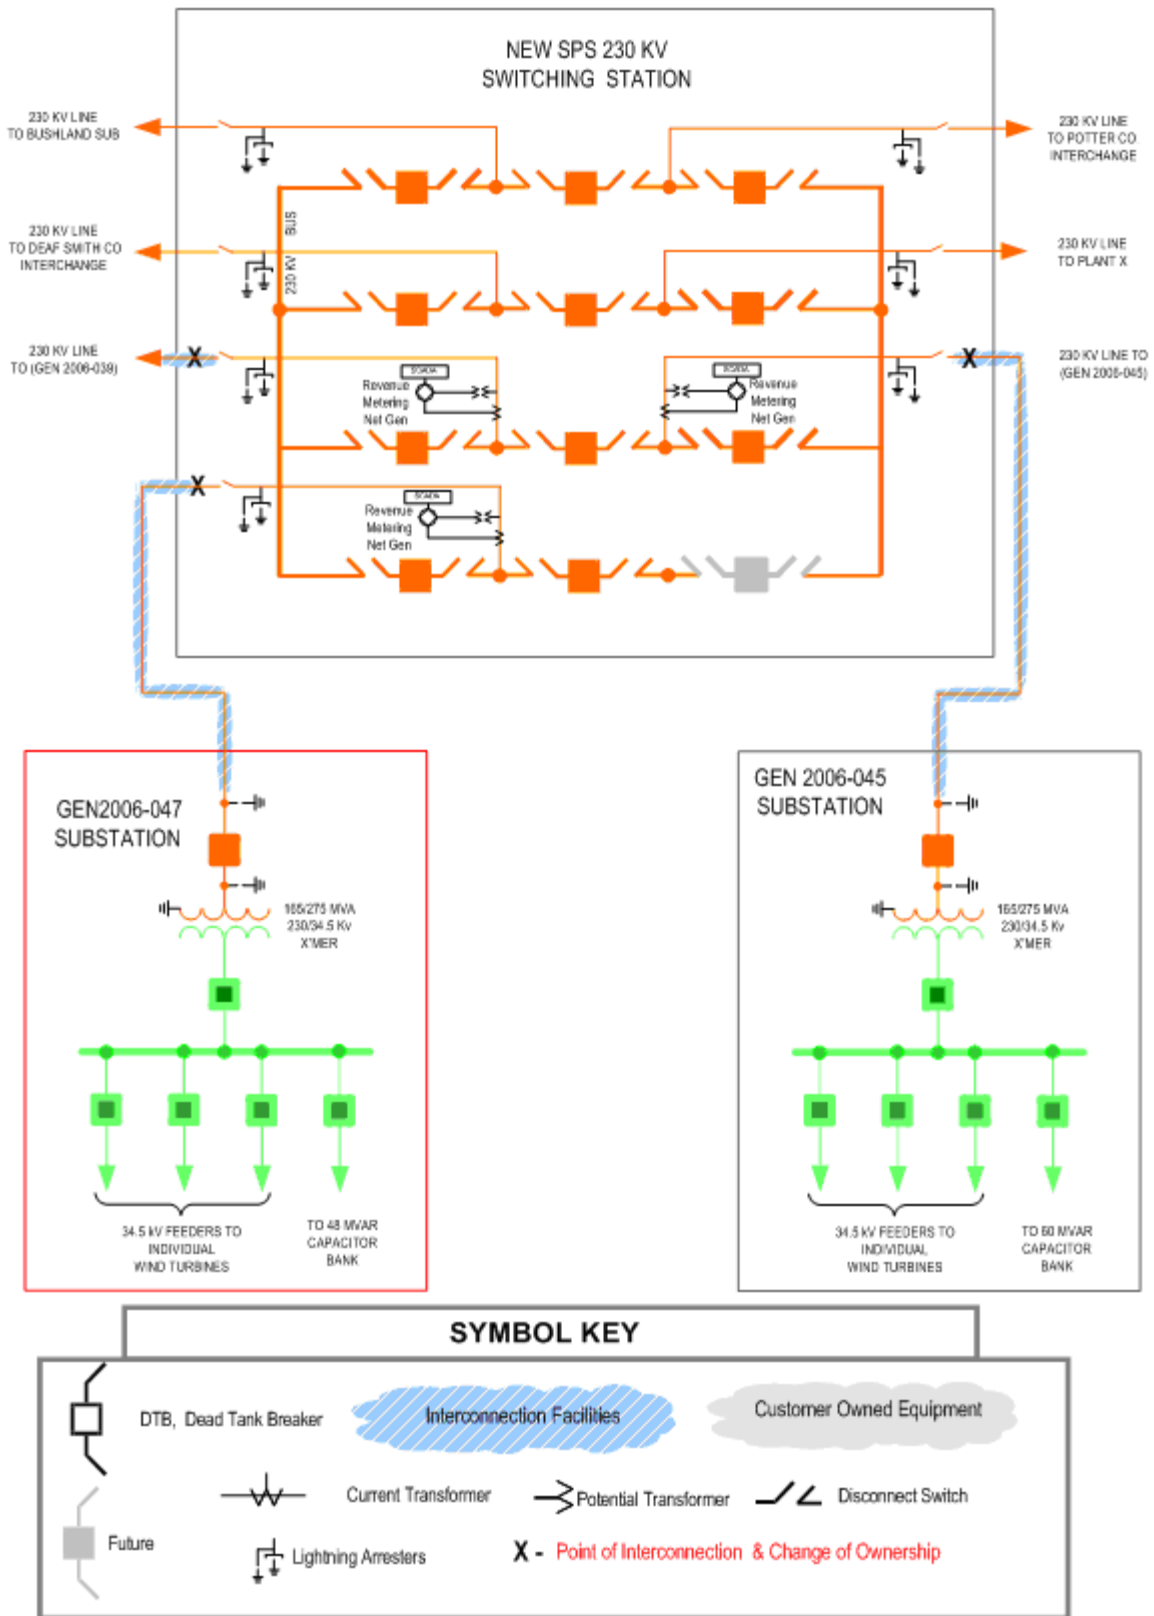 NEW SPS 230 KV
SWITCHING STATION
230 KV LINE
TO BUSHLAND SUB
230 KV LINE
TO POTTER CO.
INTERCHANGE
230 KV LINE
TO DEAF SMITH CO
INTERCHANGE
230 KV BUS
230 KV LINE
TO PLANT X
230 KV LINE
TO (GEN 2006-039)
X
SCADA
Revenue
Metering
Net Gen
SCADA
Revenue
Metering
Net Gen
X
230 KV LINE TO
(GEN 2006-045)
X
SCADA
Revenue
Metering
Net Gen
GEN2006-047
SUBSTATION
165/275 MVA
230/34.5 Kv
X'MER
34.5 kV FEEDERS TO
INDIVIDUAL
WIND TURBINES
TO 48 MVAR
CAPACITOR
BANK
GEN 2006-045
SUBSTATION
165/275 MVA
230/34.5 Kv
X'MER
34.5 kV FEEDERS TO
INDIVIDUAL
WIND TURBINES
TO 60 MVAR
CAPACITOR
BANK
SYMBOL KEY
DTB, Dead Tank Breaker
Interconnection Facilities
Customer Owned Equipment
Current Transformer
Potential Transformer
Disconnect Switch
Future
Lightning Arresters
X - Point of Interconnection & Change of Ownership